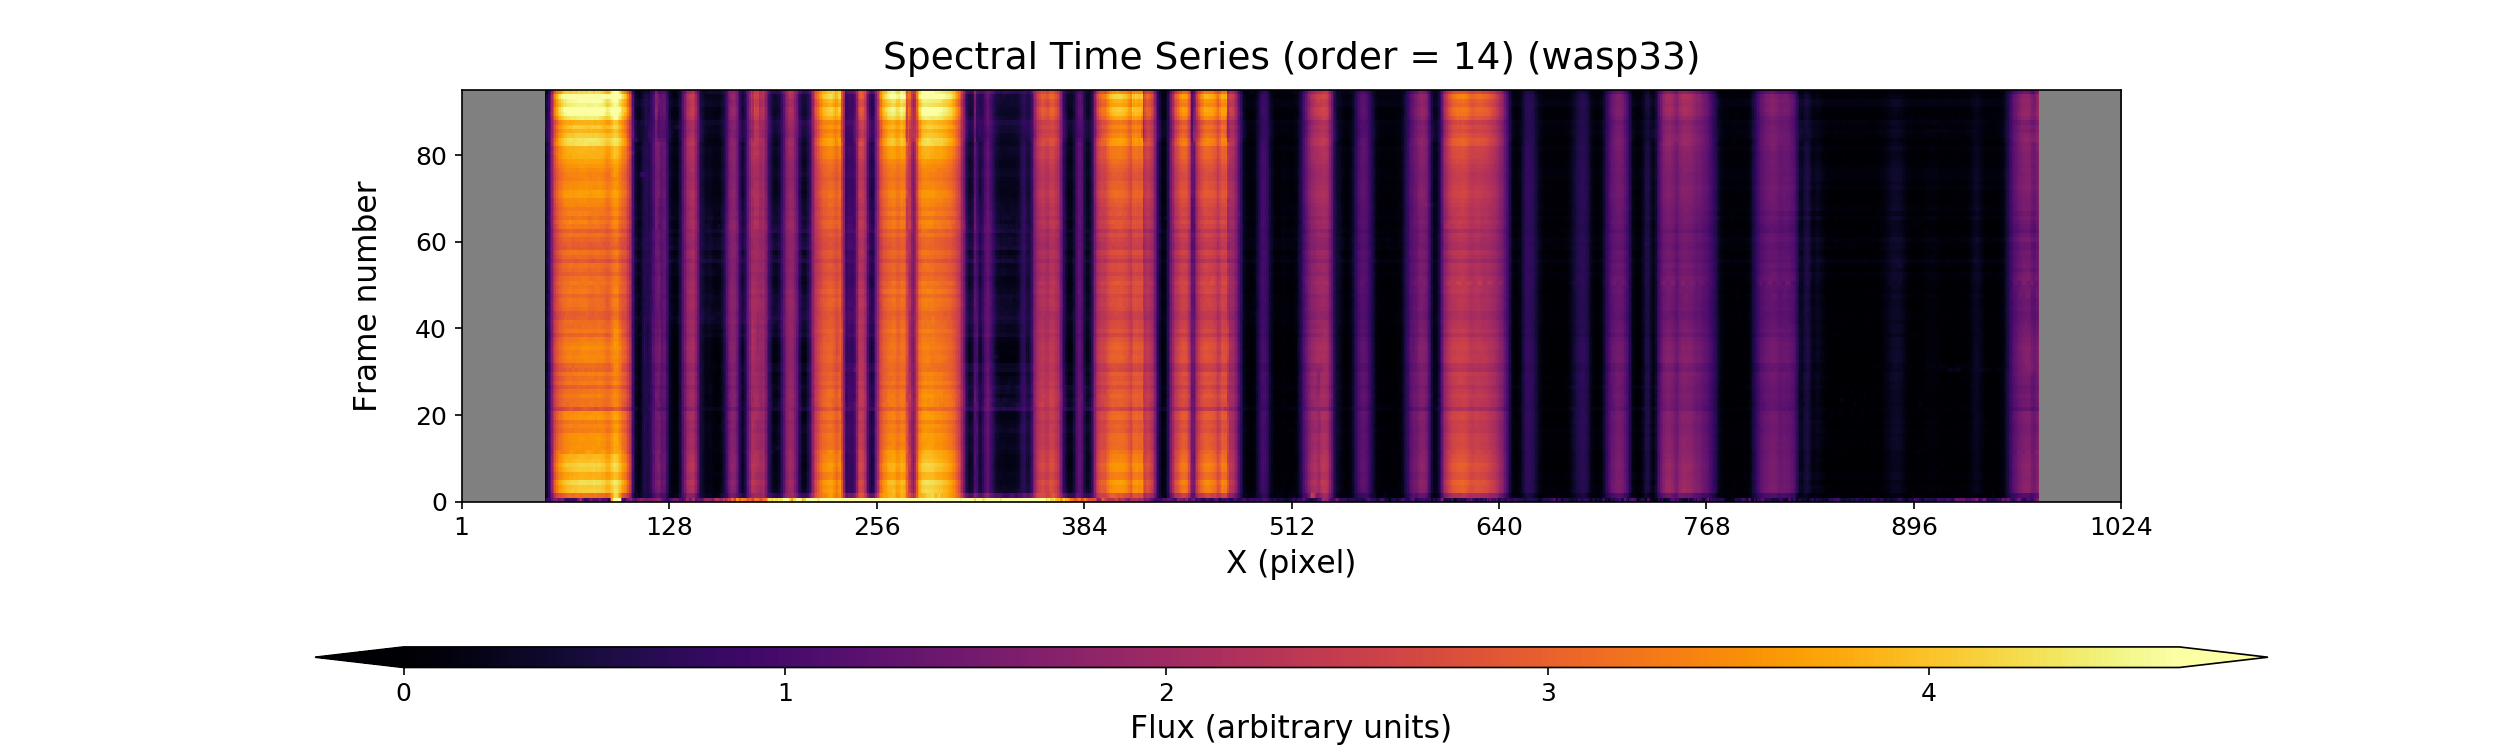 Spectral Time Series (order = 14) (wasp33)
Frame number
80
60
40
20
0
1 128 256 384 512 640 768 896 1024
X (pixel)
0 1 2 3 4
Flux (arbitrary units)